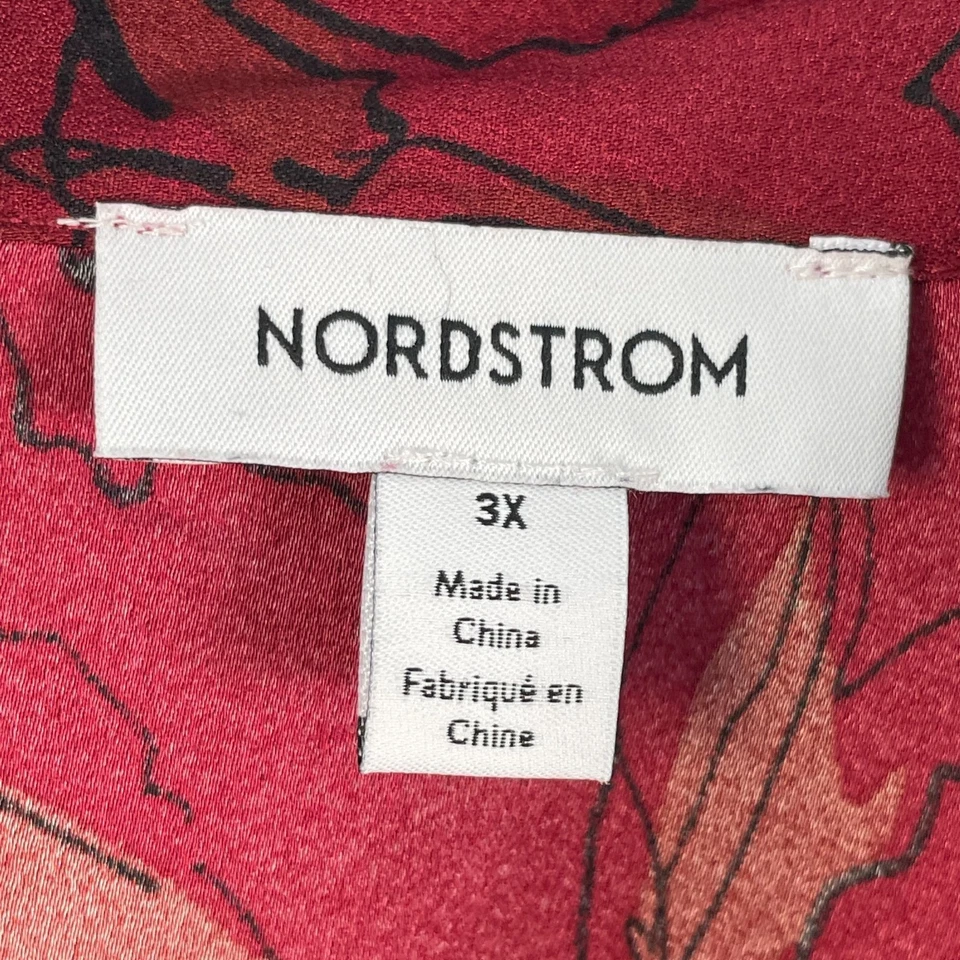 NORDSTROM
3X
Made in
China
Fabriqué en
Chine